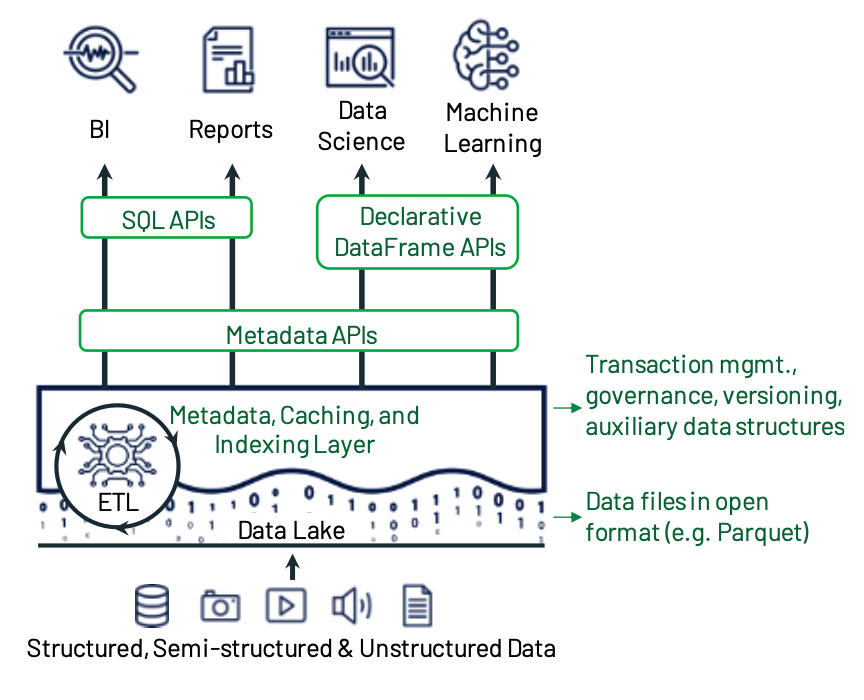 BI
Reports
Data
Science
Machine
Learning
SQL APIs
Declarative
DataFrame APIs
Metadata APIs
Metadata, Caching, and
Indexing Layer
Transaction mgmt.,
governance, versioning,
auxiliary data structures
ETL
Data Lake
Data files in open
format (e.g. Parquet)
Structured, Semi-structured & Unstructured Data